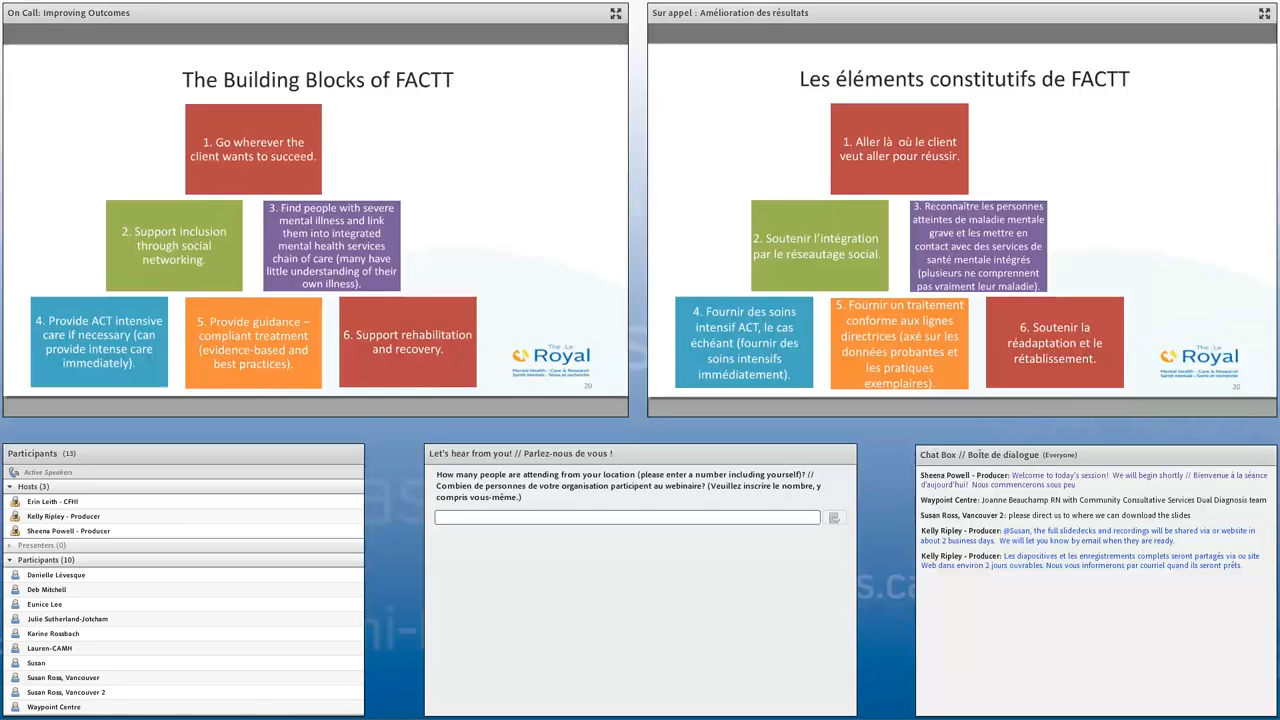 On Call: Improving Outcomes
The Building Blocks of FACTT
1. Go wherever the
client wants to succeed.
2. Support inclusion
through social
networking.
3. Find people with severe
mental illness and link
them into integrated
mental health services
chain of care (many have
little understanding of their
own illness).
4. Provide ACT intensive
care if necessary (can
provide intense care
immediately).
5. Provide guidance –
compliant treatment
(evidence-based and
best practices).
6. Support rehabilitation
and recovery.
The | Le
Royal
Mental Health - Care & Research
Santé mentale - Soins et recherche
20
Sur appel : Amélioration des résultats
Les éléments constitutifs de FACTT
1. Aller là où le client
veut aller pour réussir.
2. Soutenir l’intégration
par le réseautage social.
3. Reconnaître les personnes
atteintes de maladie mentale
grave et les mettre en
contact avec des services de
santé mentale intégrés
(plusieurs ne comprennent
pas vraiment leur maladie).
4. Fournir des soins
intensif ACT, le cas
échéant (fournir des
soins intensifs
immédiatement).
5. Fournir un traitement
conforme aux lignes
directrices (axé sur les
données probantes et
les pratiques
exemplaires).
6. Soutenir la
réadaptation et le
rétablissement.
The | Le
Royal
Mental Health - Care & Research
Santé mentale - Soins et recherche
20
Participants (13)
Active Speakers
Hosts (3)
Erin Leith - CFHI
Kelly Ripley - Producer
Sheena Powell - Producer
Presenters (0)
Participants (10)
Danielle Lévesque
Deb Mitchell
Eunice Lee
Julie Sutherland-Jotcham
Karine Rossbach
Lauren-CAMH
Susan
Susan Ross, Vancouver
Susan Ross, Vancouver 2
Waypoint Centre
Let's hear from you! // Parlez-nous de vous !
How many people are attending from your location (please enter a number including yourself)? //
Combien de personnes de votre organisation participent au webinaire? (Veuillez inscrire le nombre, y
compris vous-même.)
Chat Box // Boîte de dialogue (Everyone)
Sheena Powell - Producer: Welcome to today's session! We will begin shortly // Bienvenue à la séance
d'aujourd'hui! Nous commencerons sous peu
Waypoint Centre: Joanne Beauchamp RN with Community Consultative Services Dual Diagnosis team
Susan Ross, Vancouver 2: please direct us to where we can download the slides
Kelly Ripley - Producer: @Susan, the full slidedecks and recordings will be shared via or website in
about 2 business days. We will let you know by email when they are ready.
Kelly Ripley - Producer: Les diapositives et les enregistrements complets seront partagés via ou site
Web dans environ 2 jours ouvrables. Nous vous informerons par courriel quand ils seront prêts.
s.ca